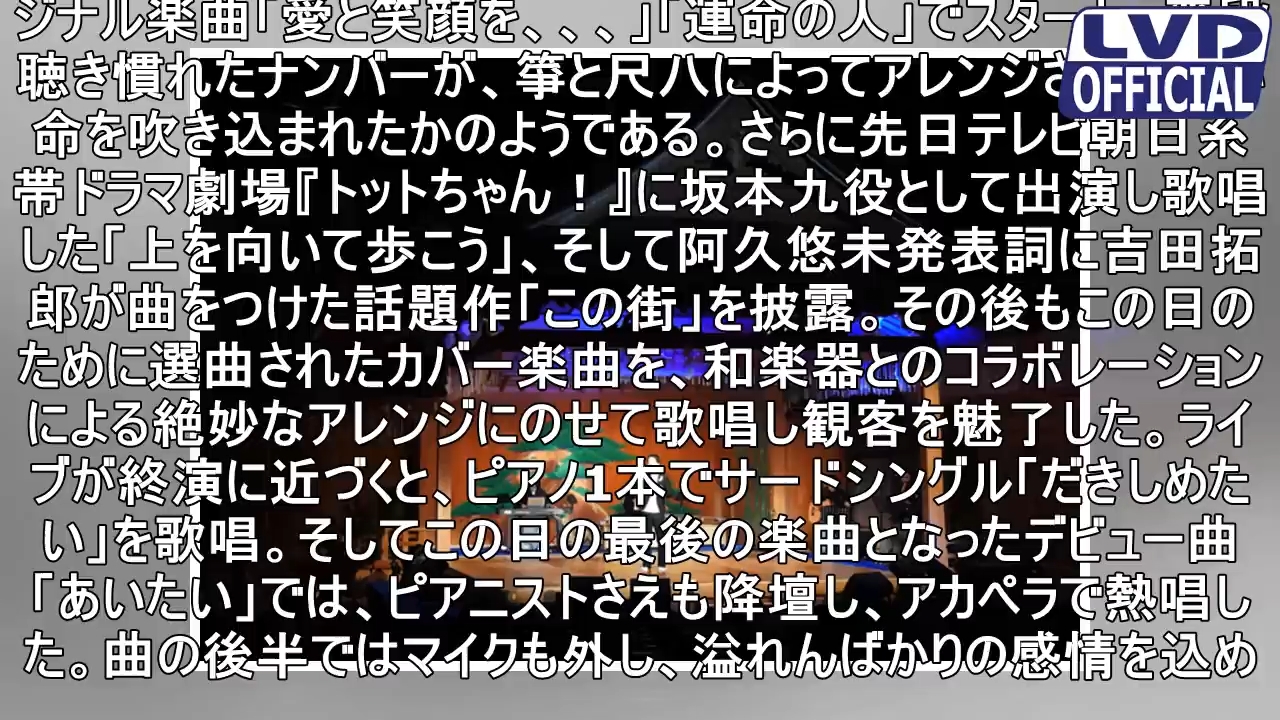 ジナル楽曲「愛と笑顔を、、、」「運命の人」でスター
LVD
OFFICIAL
聴き慣れたナンバーが、箏と尺八によってアレンジさ
命を吹き込まれたかのようである。さらに先日テレビ朝日系
帯ドラマ劇場『トットちゃん！』に坂本九役として出演し歌唱
した「上を向いて歩こう」、そして阿久悠未発表詞に吉田拓
郎が曲をつけた話題作「この街」を披露。その後もこの日の
ために選曲されたカバー楽曲を、和楽器とのコラボレーション
による絶妙なアレンジにのせて歌唱し観客を魅了した。ライ
ブが終演に近づくと、ピアノ1本でサードシングル「だきしめた
い」を歌唱。そしてこの日の最後の楽曲となったデビュー曲
「あいたい」では、ピアニストさえも降壇し、アカペラで熱唱し
た。曲の後半ではマイクも外し、溢れんばかりの感情を込め